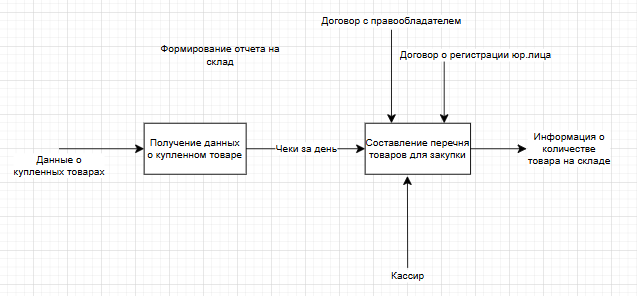 Договор с правообладателем
Формирование отчета на
склад
Договор о регистрации юр.лица
Получение данных
о купленном товаре
Чеки за день
Составление перечня
товаров для закупки
Информация о
количестве
товара на складе
Данные о
купленных товарах
Кассир